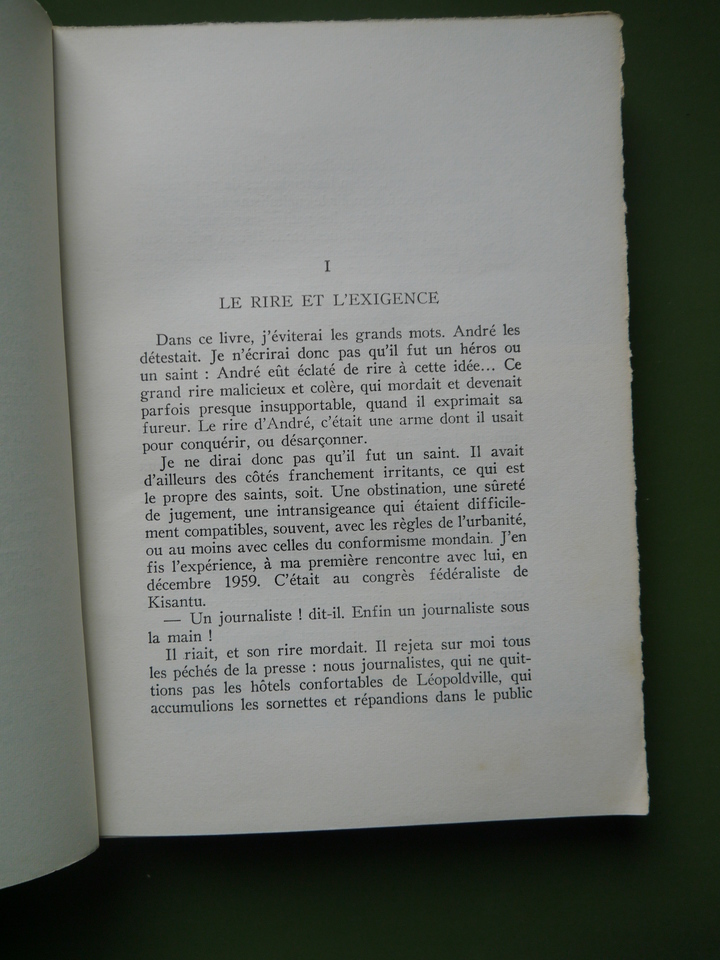 I
LE RIRE ET L'EXIGENCE
Dans ce livre, j'éviterai les grands mots. André les
détestait. Je n'écrirai donc pas qu'il fut un héros ou
un saint : André eût éclaté de rire à cette idée... Ce
grand rire malicieux et colère, qui mordait et devenait
parfois presque insupportable, quand il exprimait sa
fureur. Le rire d'André, c'était une arme dont il usait
pour conquérir, ou désarçonner.
Je ne dirai donc pas qu'il fut un saint. Il avait
d'ailleurs des côtés franchement irritants, ce qui est
le propre des saints, soit. Une obstination, une sûreté
de jugement, une intransigeance qui étaient difficile-
ment compatibles, souvent, avec les règles de l'urbanité,
ou au moins avec celles du conformisme mondain. J'en
fis l'expérience, à ma première rencontre avec lui, en
décembre 1959. C'était au congrès fédéraliste de
Kisantu.
— Un journaliste ! dit-il. Enfin un journaliste sous
la main !
Il riait, et son rire mordait. Il rejeta sur moi tous
les péchés de la presse : nous journalistes, qui ne quit-
tions pas les hôtels confortables de Léopoldville, qui
accumulions les sornettes et répandions dans le public